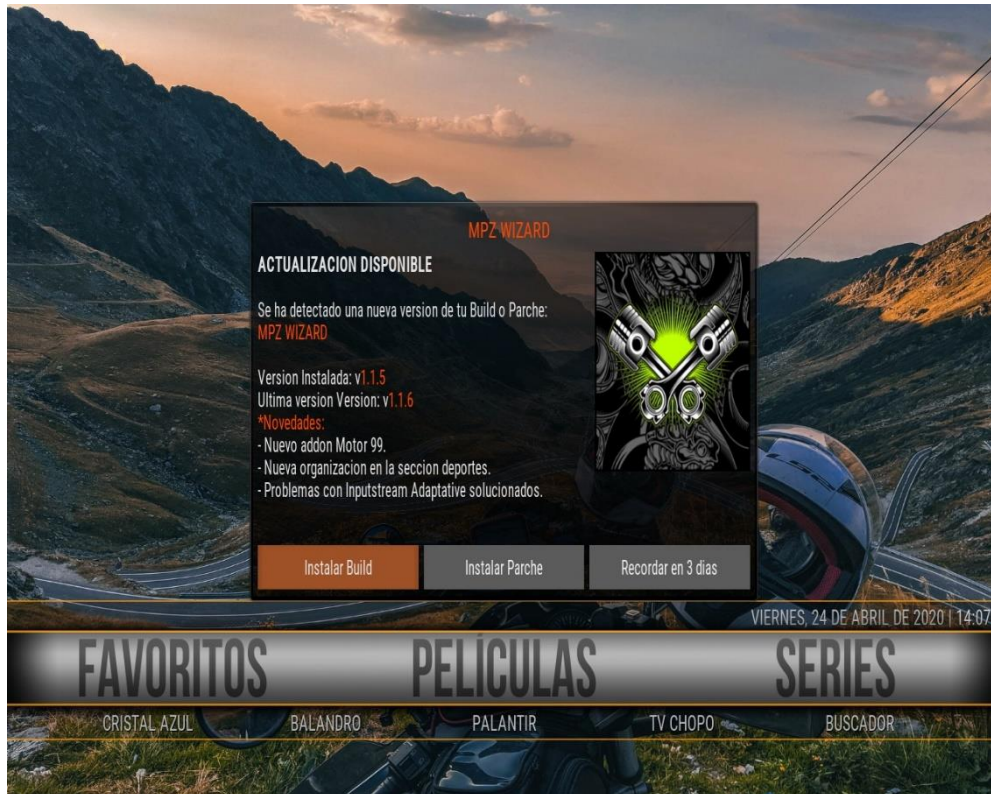 MPZ WIZARD
ACTUALIZACION DISPONIBLE
Se ha detectado una nueva version de tu Build o Parche:
MPZ WIZARD
Version Instalada: v1.1.5
Ultima version Version: v1.1.6
*Novedades:
- Nuevo addon Motor 99.
- Nueva organizacion en la seccion deportes.
- Problemas con Inputstream Adaptative solucionados.
Instalar Build Instalar Parche Recordar en 3 dias
VIERNES, 24 DE ABRIL DE 2020 | 14:07
FAVORITOS PELÍCULAS SERIES
CRISTAL AZUL BALANDRO PALANTIR TV CHOPO BUSCADOR